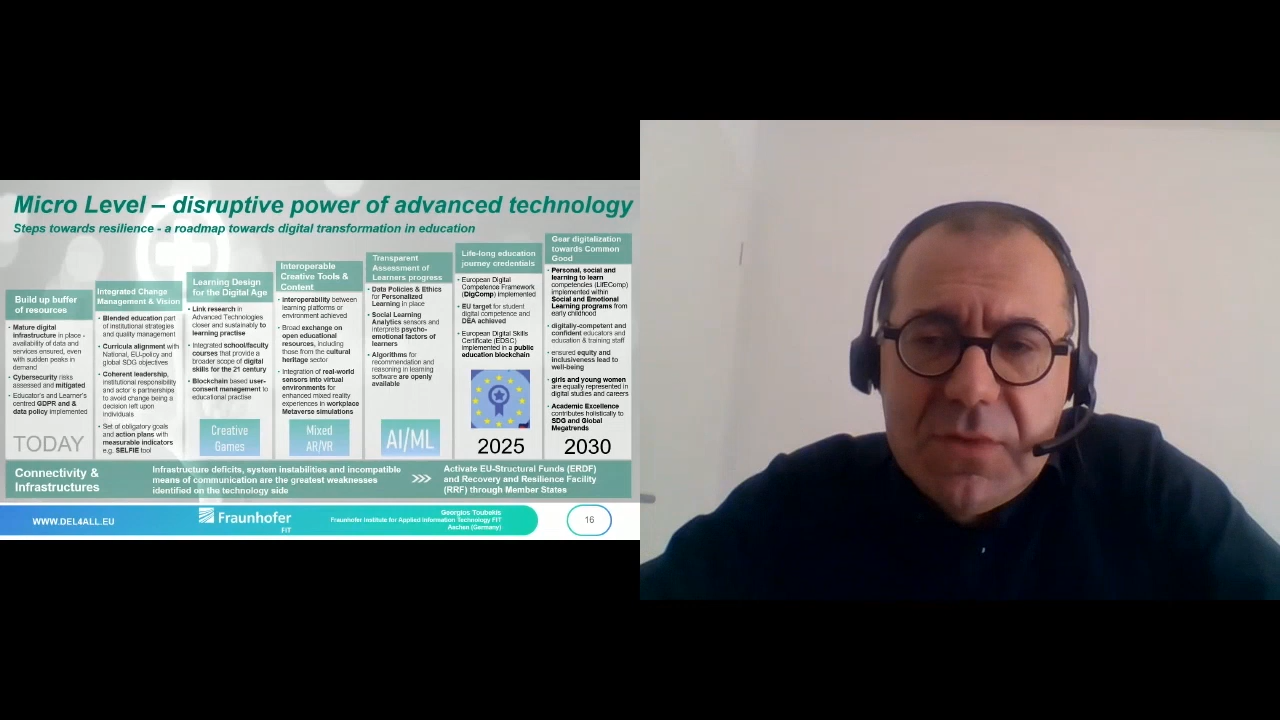 Micro Level – disruptive power of advanced technology
Steps towards resilience - a roadmap towards digital transformation in education
Build up buffer
of resources
• Mature digital
infrastructure in place -
availability of data and
services ensured, even
with sudden peaks in
demand
• Cybersecurity risks
assessed and mitigated
• Educator's and Learner's
centred GDPR and &
data policy implemented
TODAY
Integrated Change
Management & Vision
• Blended education part
of institutional strategies
and quality management
• Curricula alignment with
National, EU-policy and
global SDG objectives
• Coherent leadership,
institutional responsibility
and actor´s partnerships
to avoid change being a
decision left upon
individuals
• Set of obligatory goals
and action plans with
measurable indicators
e.g. SELFIE tool
Learning Design
for the Digital Age
• Link research in
Advanced Technologies
closer and sustainably to
learning practise
• Integrated school/faculty
courses that provide a
broader scope of digital
skills for the 21 century
• Blockchain based user-
consent management to
educational practise
Creative
Games
Interoperable
Creative Tools &
Content
• Interoperability between
learning platforms or
environment achieved
• Broad exchange on
open educational
resources, including
those from the cultural
heritage sector
• Integration of real-world
sensors into virtual
environments for
enhanced mixed reality
experiences in workplace
Metaverse simulations
Mixed
AR/VR
Transparent
Assessment of
Learners progress
• Data Policies & Ethics
for Personalized
Learning in place
• Social Learning
Analytics sensors and
interprets psycho-
emotional factors of
learners
• Algorithms for
recommendation and
reasoning in learning
software are openly
available
AI/ML
Life-long education
journey credentials
• European Digital
Competence Framework
(DigComp) implemented
• EU target for student
digital competence and
DEA achieved
• European Digital Skills
Certificate (EDSC)
implemented in a public
education blockchain
2025
Gear digitalization
towards Common
Good
• Personal, social and
learning to learn
competencies (LifEComp)
implemented within
Social and Emotional
Learning programs from
early childhood
• digitally-competent and
confident educators and
education & training staff
• ensured equity and
inclusiveness lead to
well-being
• girls and young women
are equally represented in
digital studies and careers
• Academic Excellence
contributes holistically to
SDG and Global
Megatrends
2030
Connectivity &
Infrastructures
Infrastructure deficits, system instabilities and incompatible
means of communication are the greatest weaknesses
identified on the technology side
>>>
Activate EU-Structural Funds (ERDF)
and Recovery and Resilience Facility
(RRF) through Member States
WWW.DEL4ALL.EU
Fraunhofer
FIT
Georgios Toubekis
Fraunhofer Institute for Applied Information Technology FIT
Aachen (Germany)
16